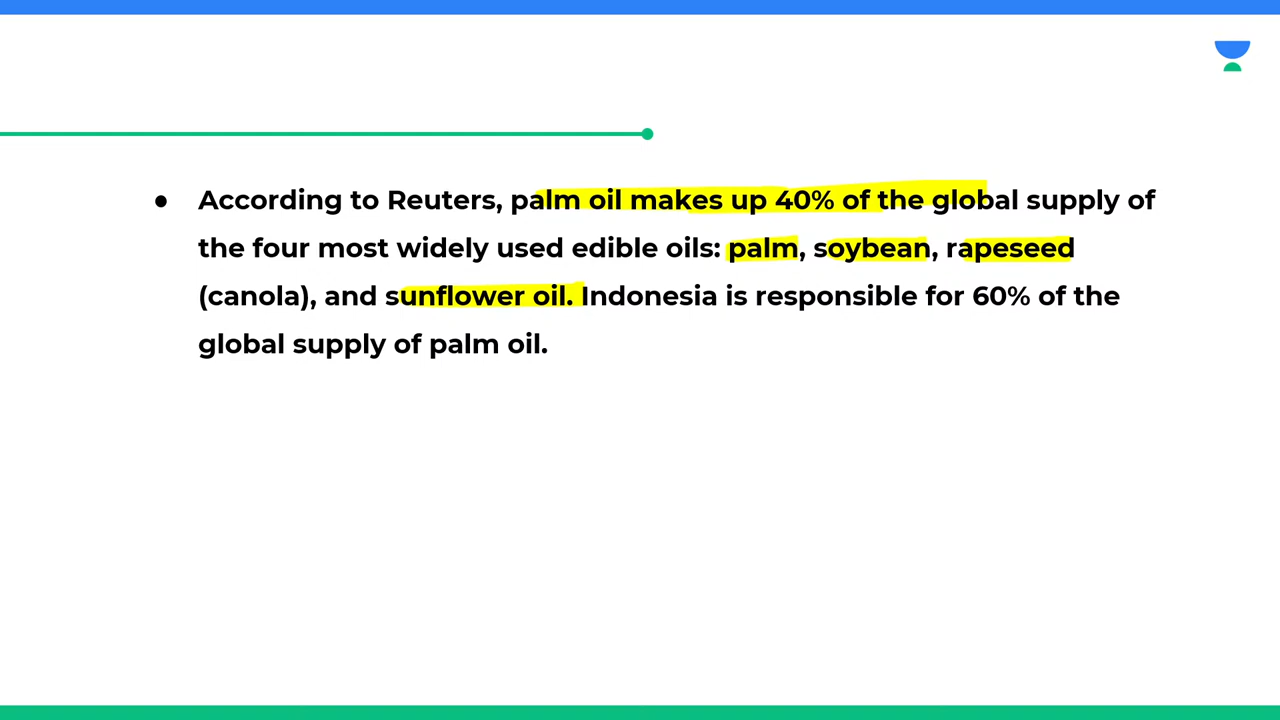 ● According to Reuters, palm oil makes up 40% of the global supply of
the four most widely used edible oils: palm, soybean, rapeseed
(canola), and sunflower oil. Indonesia is responsible for 60% of the
global supply of palm oil.